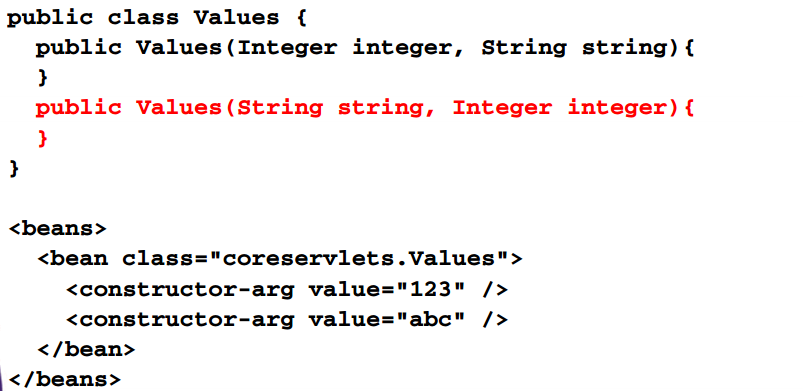 public class Values {
  public Values(Integer integer, String string){
  }
  public Values(String string, Integer integer){
  }
}

<beans>
  <bean class="coreservlets.Values">
    <constructor-arg value="123" />
    <constructor-arg value="abc" />
  </bean>
</beans>